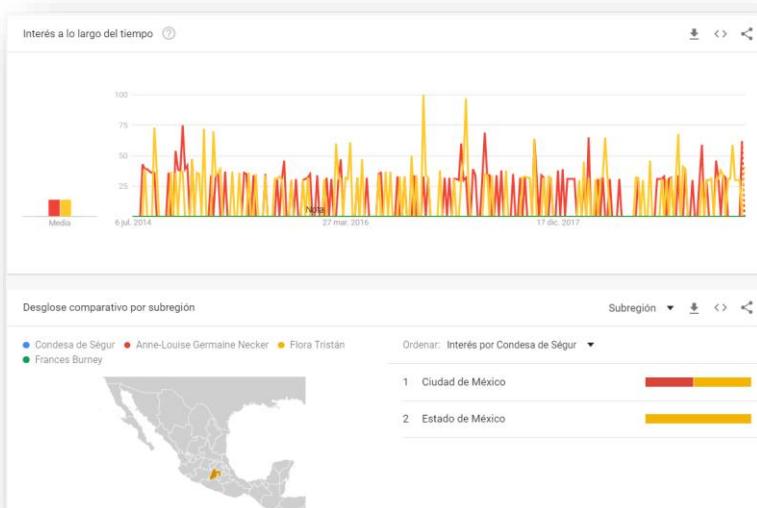 Interés a lo largo del tiempo
100
75
50
25
Nota
Media
6 jul. 2014
27 mar. 2016
17 dic. 2017
Desglose comparativo por subregión
Subregión
Condesa de Ségur Anne-Louise Germaine Necker Flora Tristán
Frances Burney
Ordenar: Interés por Condesa de Ségur
1 Ciudad de México
2 Estado de México